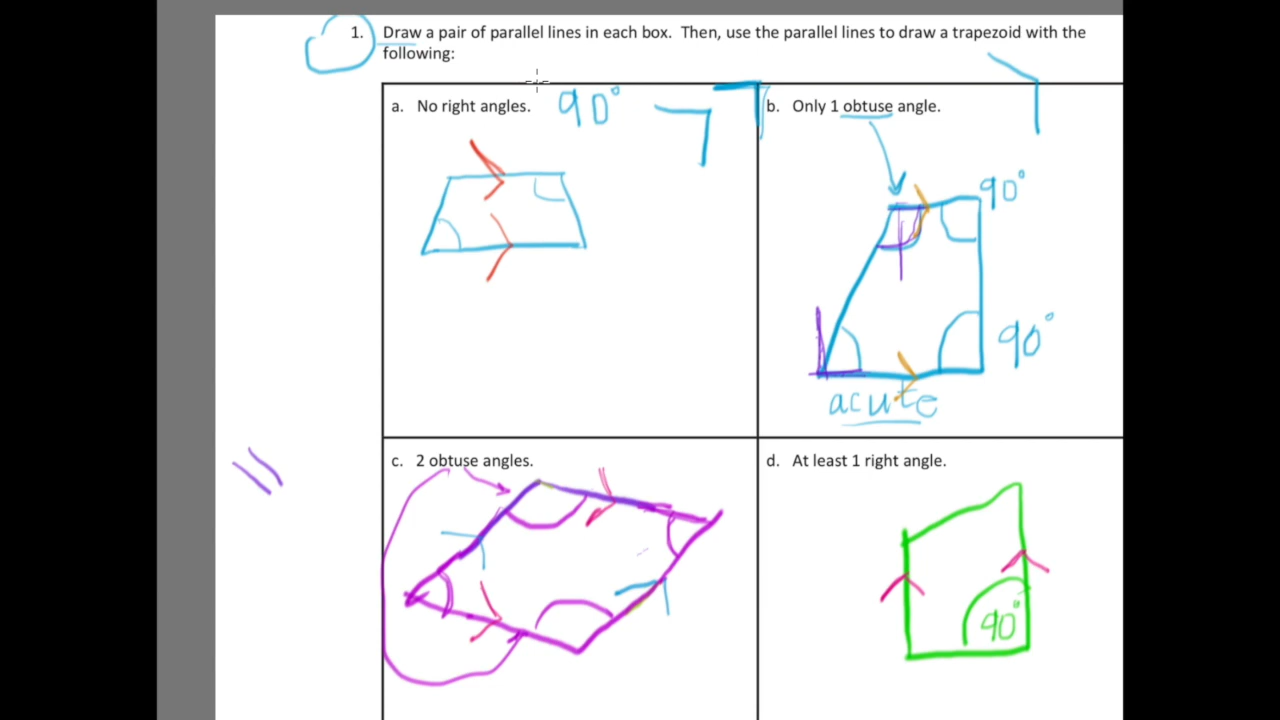 1. Draw a pair of parallel lines in each box. Then, use the parallel lines to draw a trapezoid with the
following:
a. No right angles. 90°
b. Only 1 obtuse angle.
90°
90°
acute
c. 2 obtuse angles.
d. At least 1 right angle.
90°